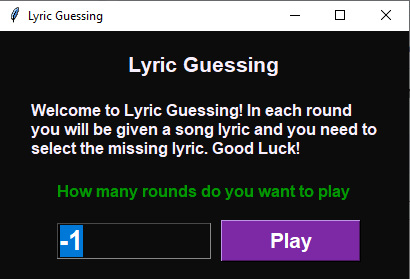 Lyric Guessing
Lyric Guessing
Welcome to Lyric Guessing! In each round
you will be given a song lyric and you need to
select the missing lyric. Good Luck!
How many rounds do you want to play
-1
Play